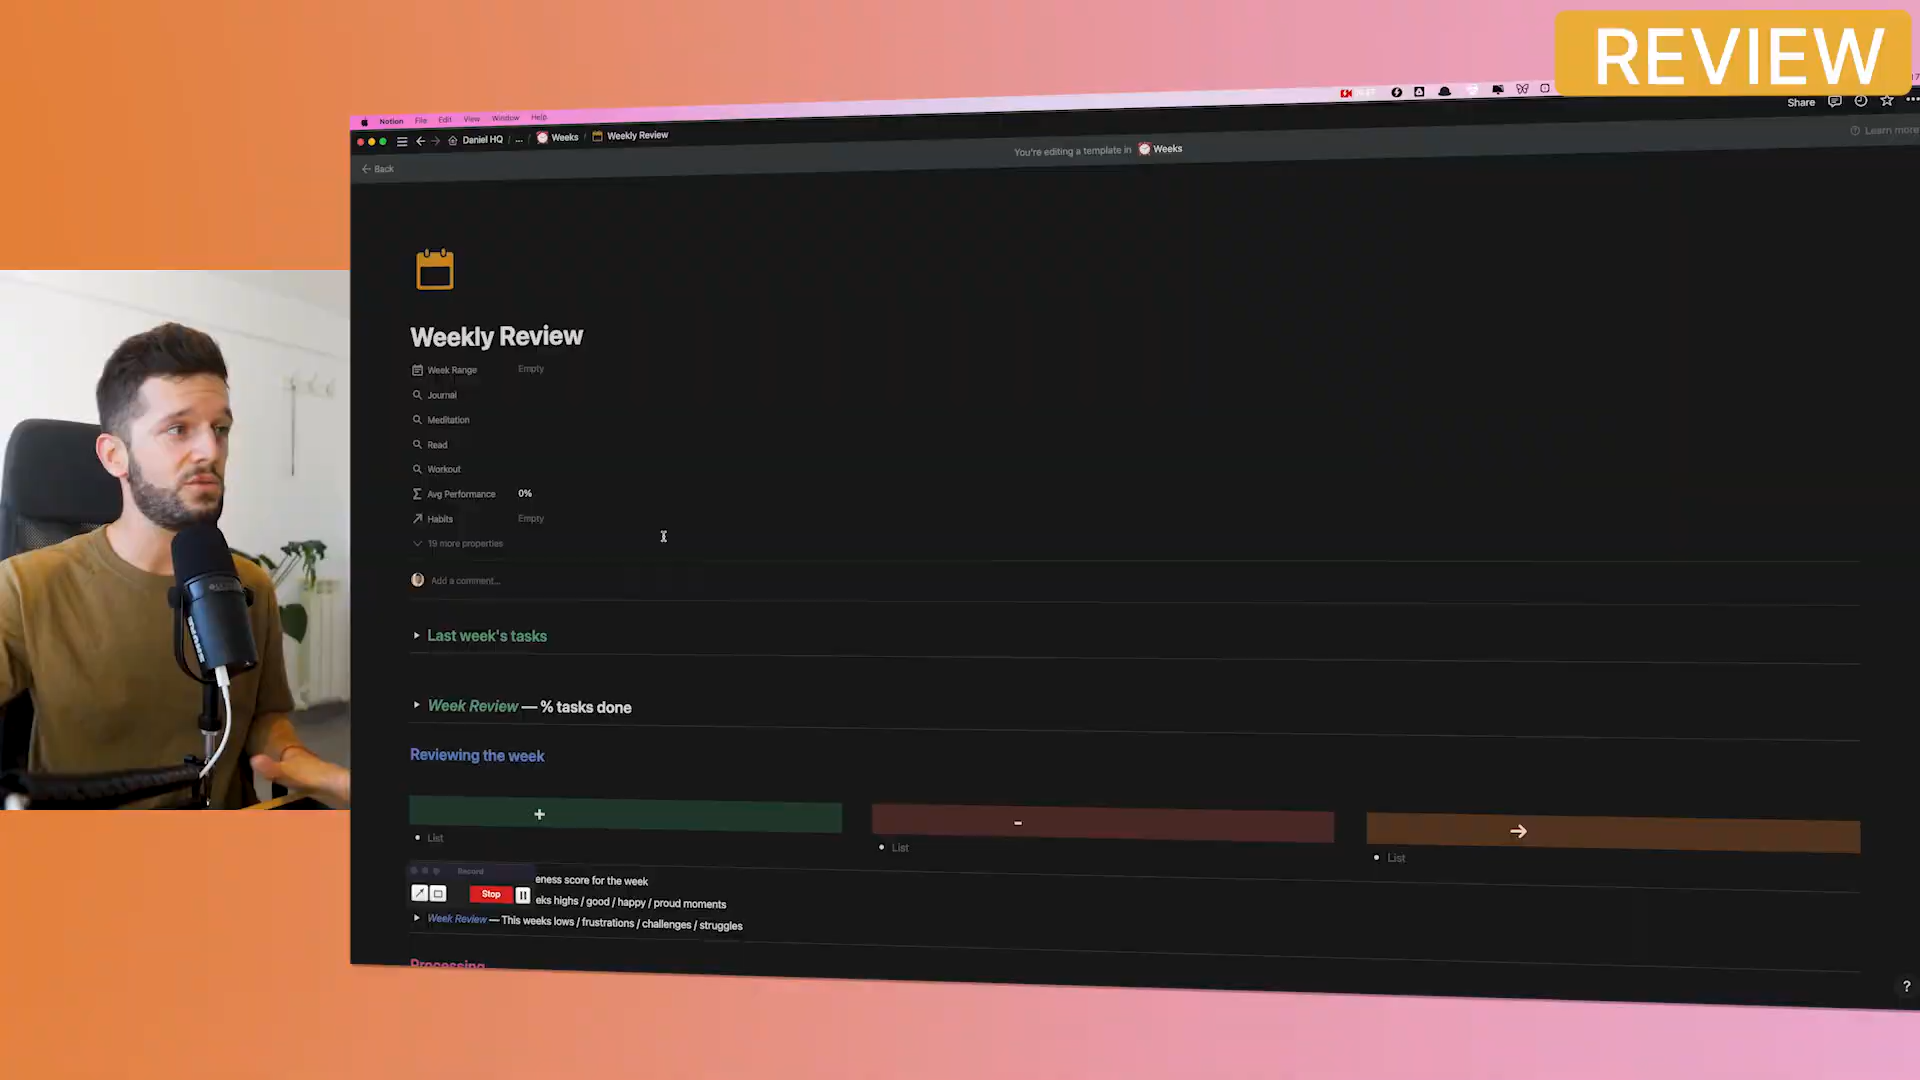 REVIEW
Notion File Edit View Window Help
Daniel HQ / ... / Weeks / Weekly Review
Share
Back
You're editing a template in Weeks
Learn more
Weekly Review
Week Range Empty
Journal
Meditation
Read
Workout
Avg Performance 0%
Habits Empty
19 more properties
Add a comment...
Last week's tasks
Week Review — % tasks done
Reviewing the week
+
-
→
• List
• List
• List
Record
Stop
eness score for the week
eks highs / good / happy / proud moments
Week Review — This weeks lows / frustrations / challenges / struggles
Processing
?